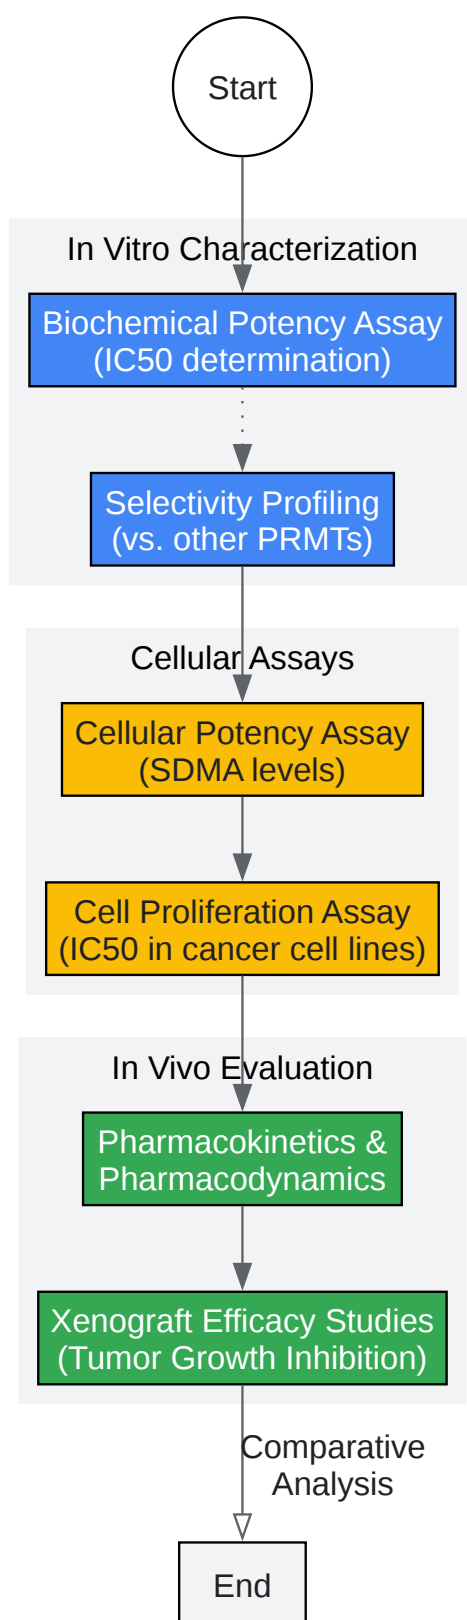 Start
In Vitro Characterization
Biochemical Potency Assay
(IC50 determination)
Selectivity Profiling
(vs. other PRMTs)
Cellular Assays
Cellular Potency Assay
(SDMA levels)
Cell Proliferation Assay
(IC50 in cancer cell lines)
In Vivo Evaluation
Pharmacokinetics &
Pharmacodynamics
Xenograft Efficacy Studies
(Tumor Growth Inhibition)
Comparative
Analysis
End